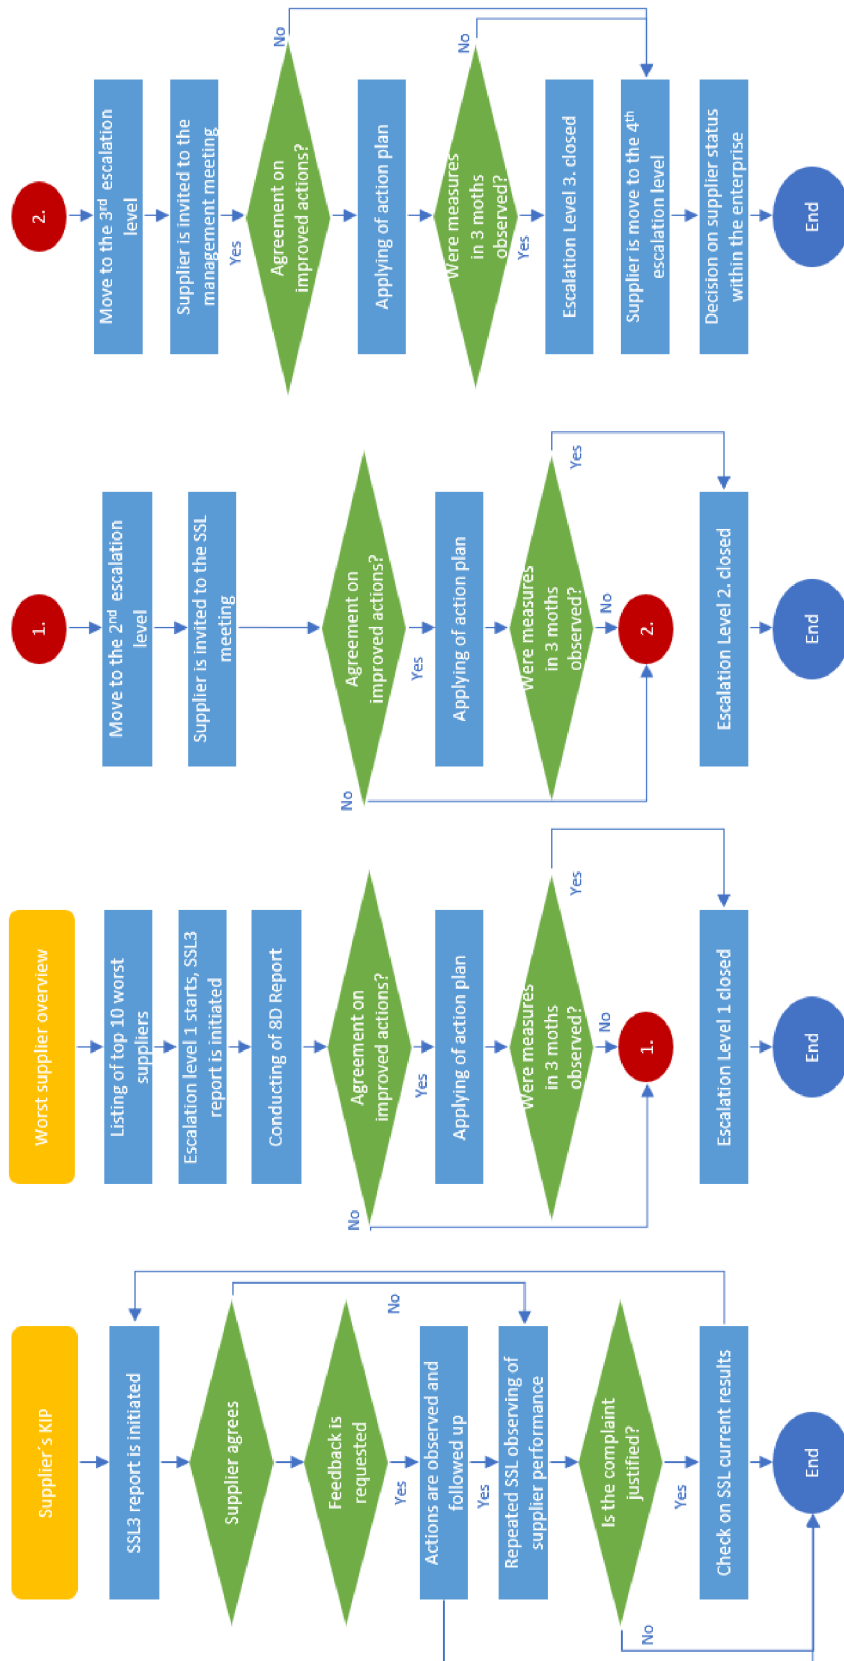 Supplier´s KIP
SSL3 report is initiated
Supplier agrees
Feedback is
requested
No
Yes
Actions are observed and
followed up
Yes
Repeated SSL observing of
supplier performance
Is the complaint
justified?
No
Yes
Check on SSL current results
End
Worst supplier overview
Listing of top 10 worst
suppliers
Escalation level 1 starts, SSL3
report is initiated
Conducting of 8D Report
Agreement on
improved actions?
No
Yes
Applying of action plan
Were measures
in 3 moths
observed?
Yes
No
1.
Escalation Level 1 closed
End
1.
Move to the 2nd escalation
level
Supplier is invited to the SSL
meeting
Agreement on
improved actions?
No
Yes
Applying of action plan
Were measures
in 3 moths
observed?
Yes
No
2.
Escalation Level 2. closed
End
2.
Move to the 3rd escalation
level
Supplier is invited to the
management meeting
Yes
Agreement on
improved actions?
No
Applying of action plan
Were measures
in 3 moths
observed?
No
Yes
Escalation Level 3. closed
Supplier is move to the 4th
escalation level
Decision on supplier status
within the enterprise
End